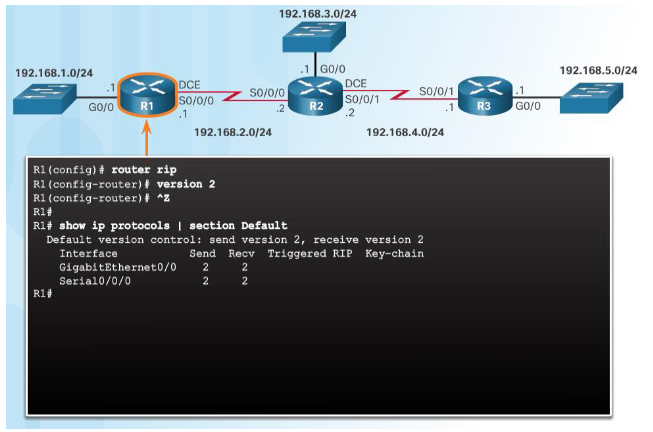 192.168.3.0/24
192.168.1.0/24
192.168.5.0/24
.1 G0/0
.1 DCE
DCE
S0/0/0
S0/0/0
S0/0/1
S0/0/1
.1
G0/0
R1
.1
.2
R2
.2
.1
R3
G0/0
192.168.2.0/24
192.168.4.0/24
R1(config)# router rip
R1(config-router)# version 2
R1(config-router)# ^Z
R1#
R1# show ip protocols | section Default
Default version control: send version 2, receive version 2
Interface Send Recv Triggered RIP Key-chain
GigabitEthernet0/0 2 2
Serial0/0/0 2 2
R1#